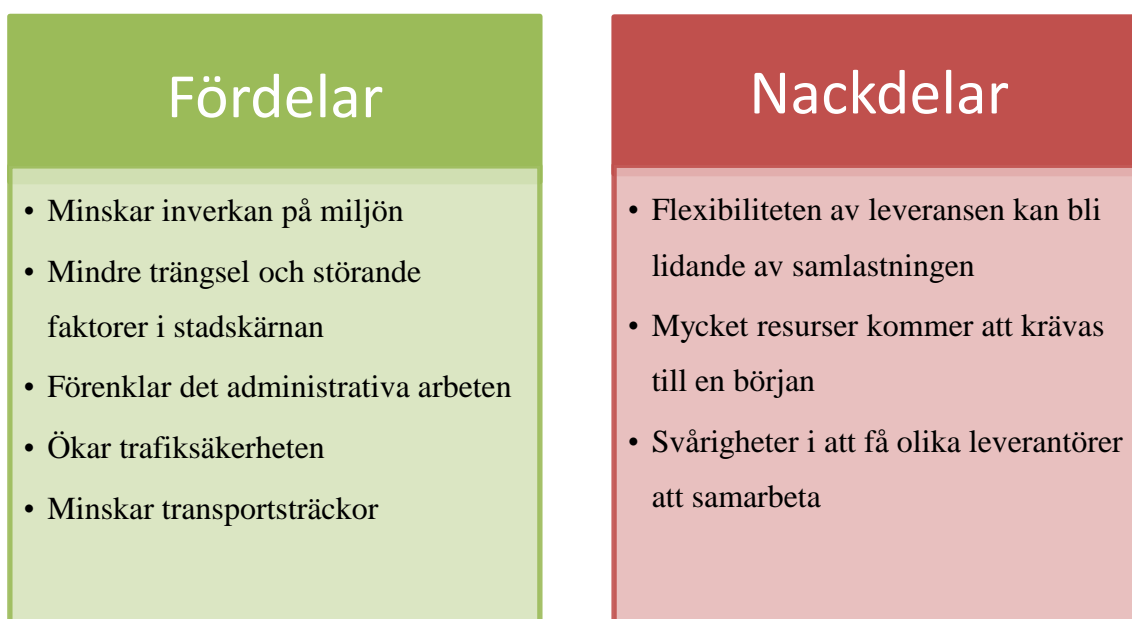 Fördelar
• Minskar inverkan på miljön
• Mindre trängsel och störande
faktorer i stadskärnan
• Förenklar det administrativa arbeten
• Ökar trafiksäkerheten
• Minskar transportsträckor
Nackdelar
• Flexibiliteten av leveransen kan bli
lidande av samlastningen
• Mycket resurser kommer att krävas
till en början
• Svårigheter i att få olika leverantörer
att samarbeta